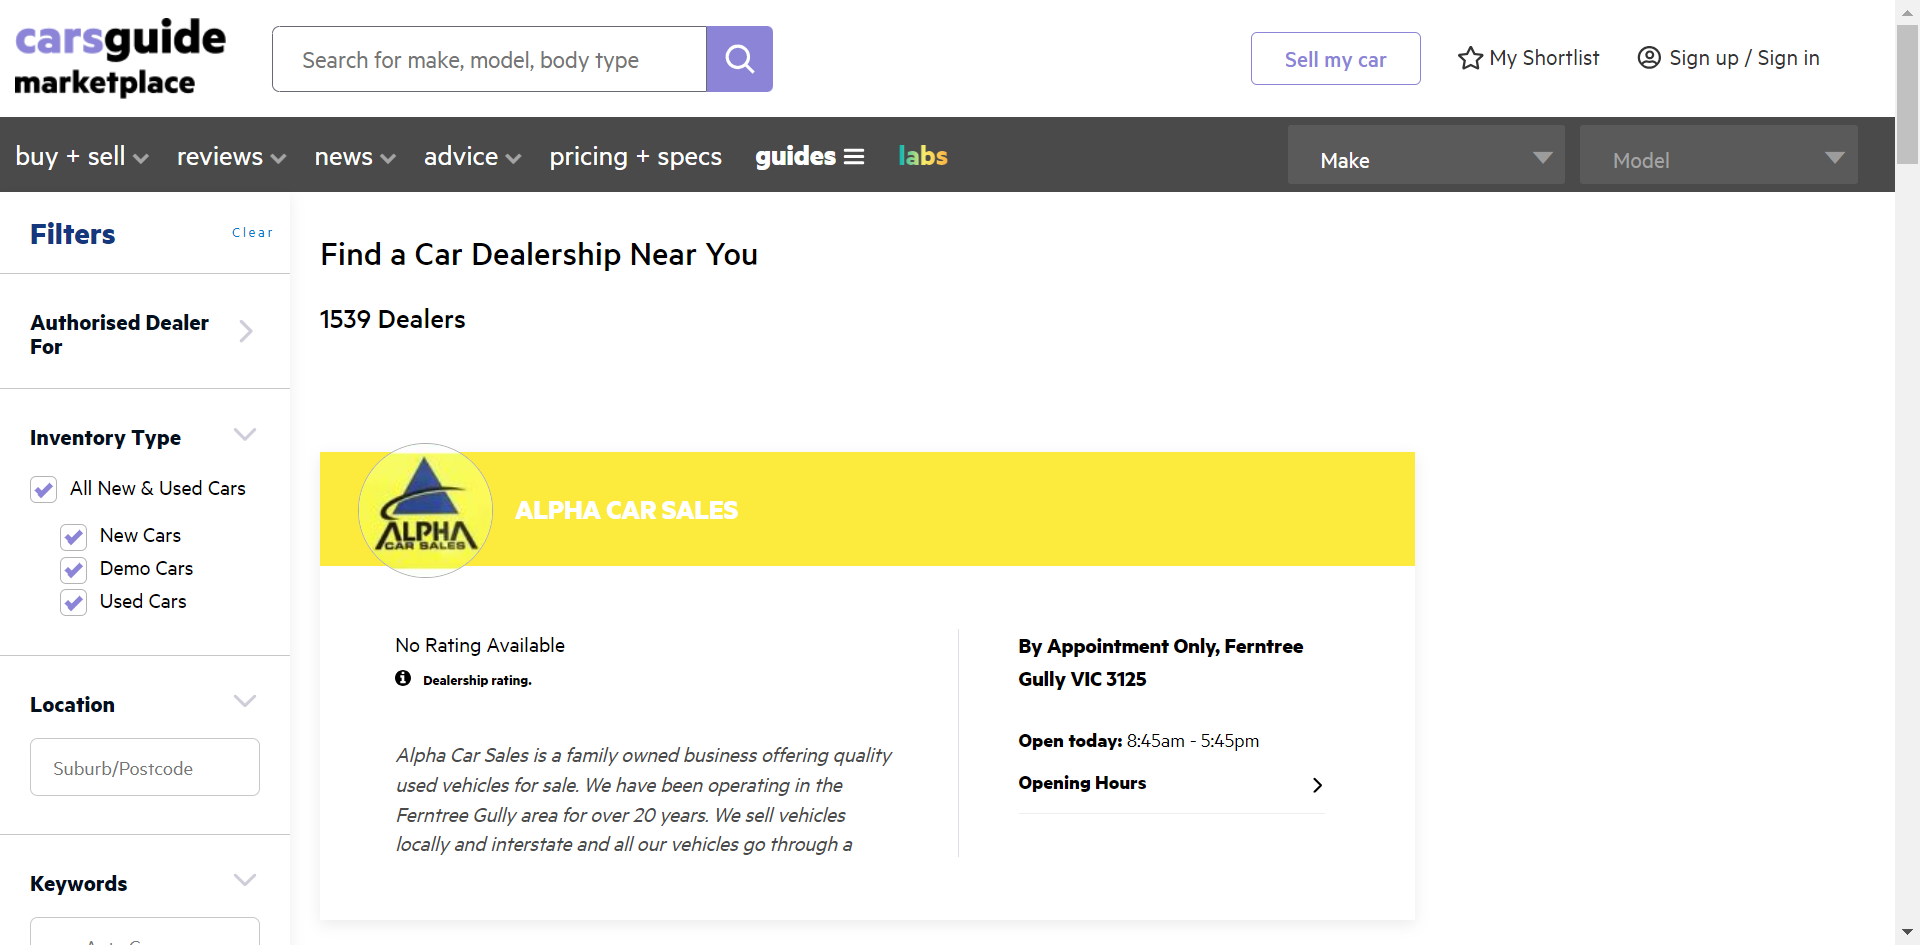 carsguide
marketplace
Search for make, model, body type
Sell my car
My Shortlist
Sign up / Sign in
buy + sell
reviews
news
advice
pricing + specs
guides
labs
Make
Model
Filters
Clear
Authorised Dealer
For
Inventory Type
All New & Used Cars
New Cars
Demo Cars
Used Cars
Location
Suburb/Postcode
Keywords
Find a Car Dealership Near You
1539 Dealers
ALPHA
CAR SALES
ALPHA CAR SALES
No Rating Available
Dealership rating.
Alpha Car Sales is a family owned business offering quality
used vehicles for sale. We have been operating in the
Ferntree Gully area for over 20 years. We sell vehicles
locally and interstate and all our vehicles go through a
By Appointment Only, Ferntree
Gully VIC 3125
Open today: 8:45am - 5:45pm
Opening Hours